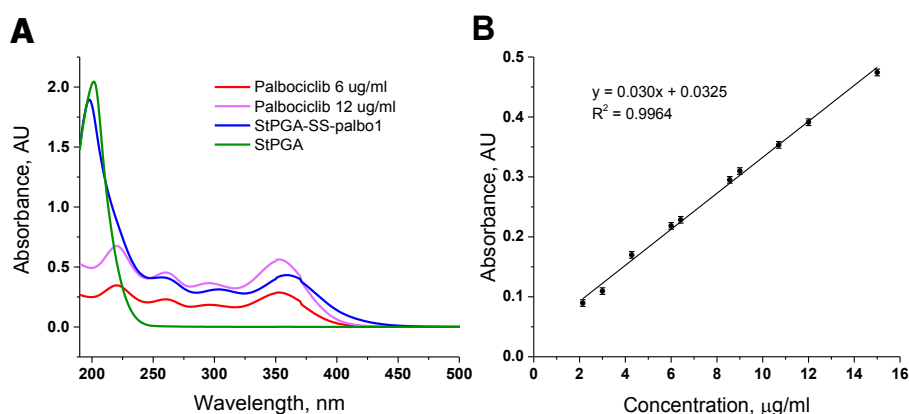 A
Absorbance, AU
2.0
1.5
1.0
0.5
0.0
Palbociclib 6 ug/ml
Palbociclib 12 ug/ml
StPGA-SS-palbo1
StPGA
200 250 300 350 400 450 500
Wavelength, nm
B
Absorbance, AU
0.5
0.4
0.3
0.2
0.1
0.0
y = 0.030x + 0.0325
R² = 0.9964
0 2 4 6 8 10 12 14 16
Concentration, μg/ml